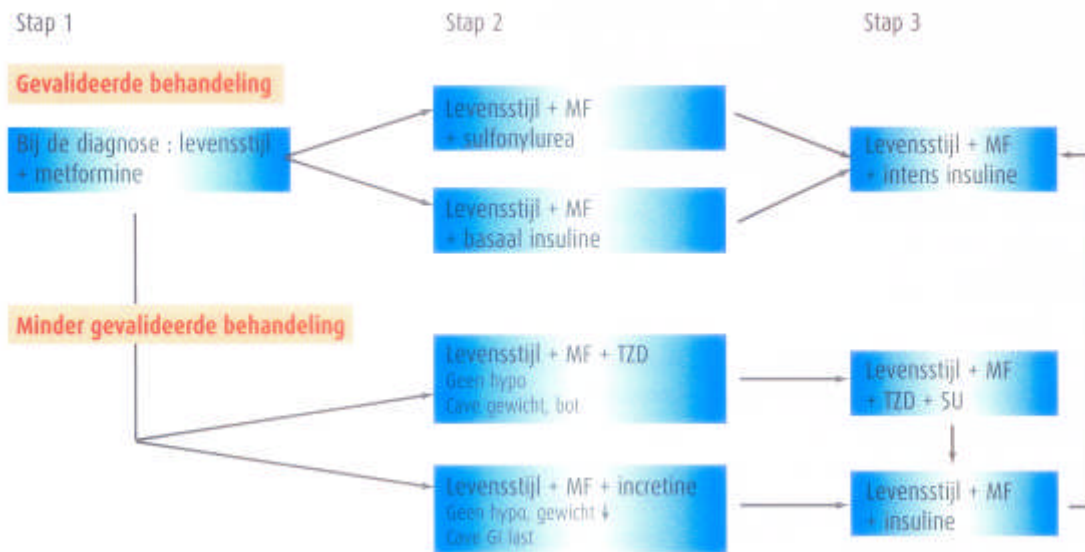 Stap 1
Stap 2
Stap 3
Gevalideerde behandeling
Bij de diagnose : levensstijl
+ metformine
Levensstijl + MF
+ sulfonylurea
Levensstijl + MF
+ basaal insuline
Levensstijl + MF
+ intens insuline
Minder gevalideerde behandeling
Levensstijl + MF + TZD
Geen hypo
Cave gewicht, bot
Levensstijl + MF
+ TZD + SU
Levensstijl + MF + incretine
Geen hypo, gewicht ↓
Cave GI last
Levensstijl + MF
+ insuline